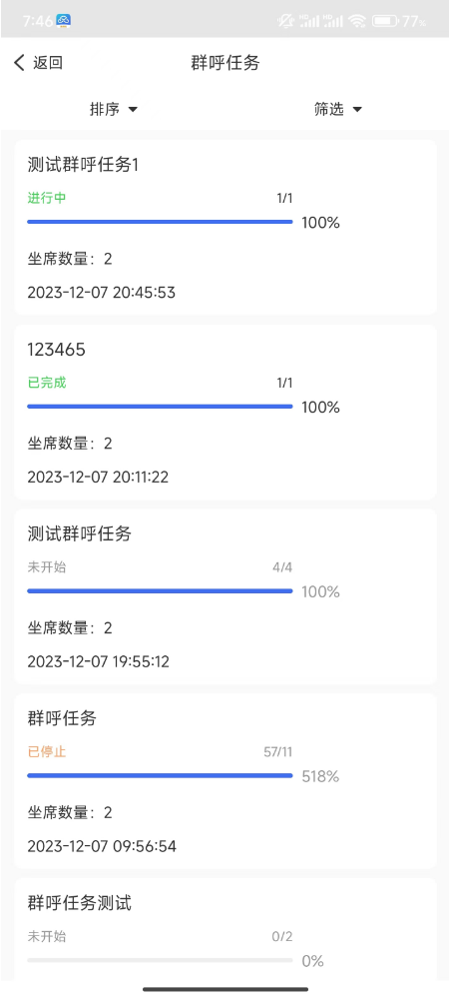 7:46
77%
返回
群呼任务
排序
筛选
测试群呼任务1
进行中 1/1
100%
坐席数量：2
2023-12-07 20:45:53
123465
已完成 1/1
100%
坐席数量：2
2023-12-07 20:11:22
测试群呼任务
未开始 4/4
100%
坐席数量：2
2023-12-07 19:55:12
群呼任务
已停止 57/11
518%
坐席数量：2
2023-12-07 09:56:54
群呼任务测试
未开始 0/2
0%